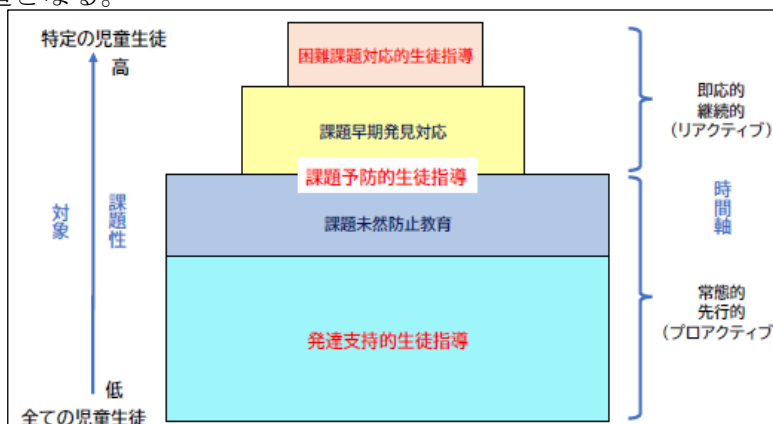 となる。
特定の児童生徒
高
困難課題対応的生徒指導
課題早期発見対応
課題予防的生徒指導
課題未然防止教育
発達支持的生徒指導
対象
課題性
低
全ての児童生徒
即応的
継続的
(リアクティブ)
時間軸
常態的
先行的
(プロアクティブ